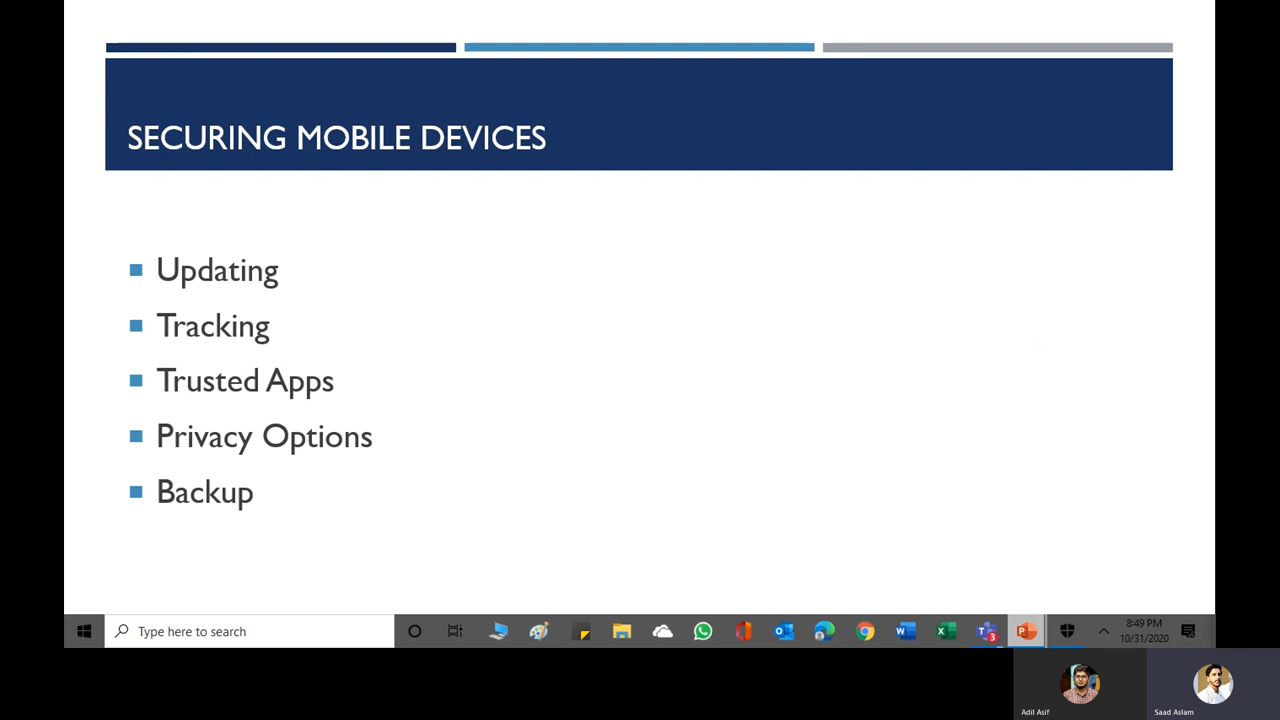 SECURING MOBILE DEVICES
Updating
Tracking
Trusted Apps
Privacy Options
Backup
Type here to search
3
8:49 PM
10/31/2020
Adil Asif
Saad Aslam